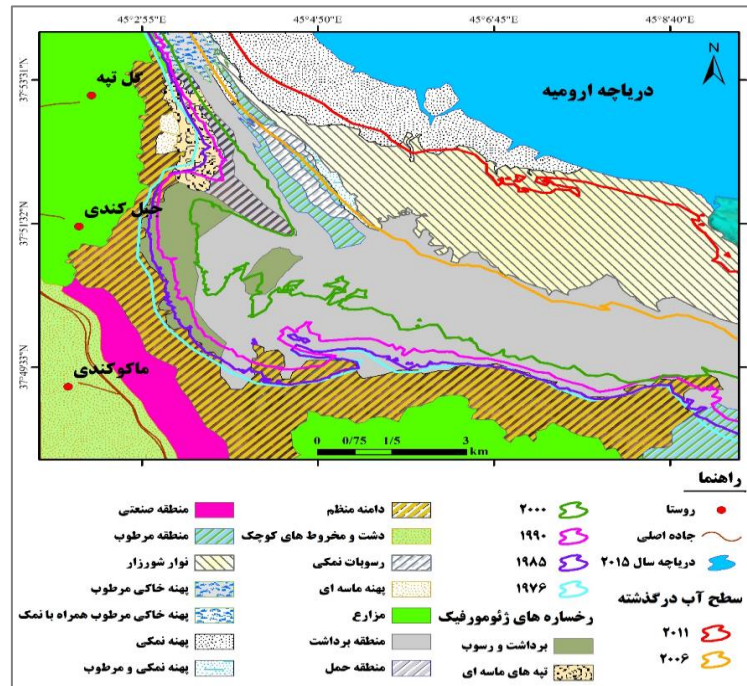 45°2'55"E 45°4'50"E 45°6'45"E 45°8'40"E
37°53'31"N
37°51'32"N
37°49'33"N
N
گل تپه
دریاچه ارومیه
جبل کندی
ماکوکندی
0 0/75 1/5 3
km
راهنما
روستا
جاده اصلی
دریاچه سال ۲۰۱۵
سطح آب درگذشته
۲۰۱۱
۲۰۰۶
۲۰۰۰
۱۹۹۰
۱۹۸۵
۱۹۷۶
رخساره های ژئومورفیک
برداشت و رسوب
تپه های ماسه ای
دامنه منظم
دشت و مخروط های کوچک
رسوبات نمکی
پهنه ماسه ای
مزارع
منطقه برداشت
منطقه حمل
منطقه صنعتی
منطقه مرطوب
نوار شورزار
پهنه خاکی مرطوب
پهنه خاکی مرطوب همراه با نمک
پهنه نمکی
پهنه نمکی و مرطوب